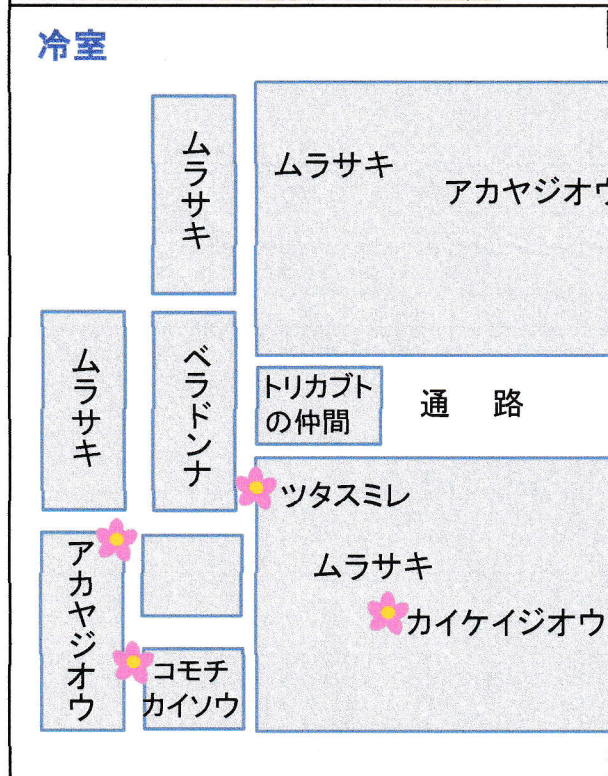 冷室
ムラサキ
ムラサキ
アカヤジオウ
ムラサキ
ベラドンナ
トリカブト
の仲間
通 路
ツタスミレ
ムラサキ
カイケイジオウ
アカヤジオウ
コモチ
カイソウ